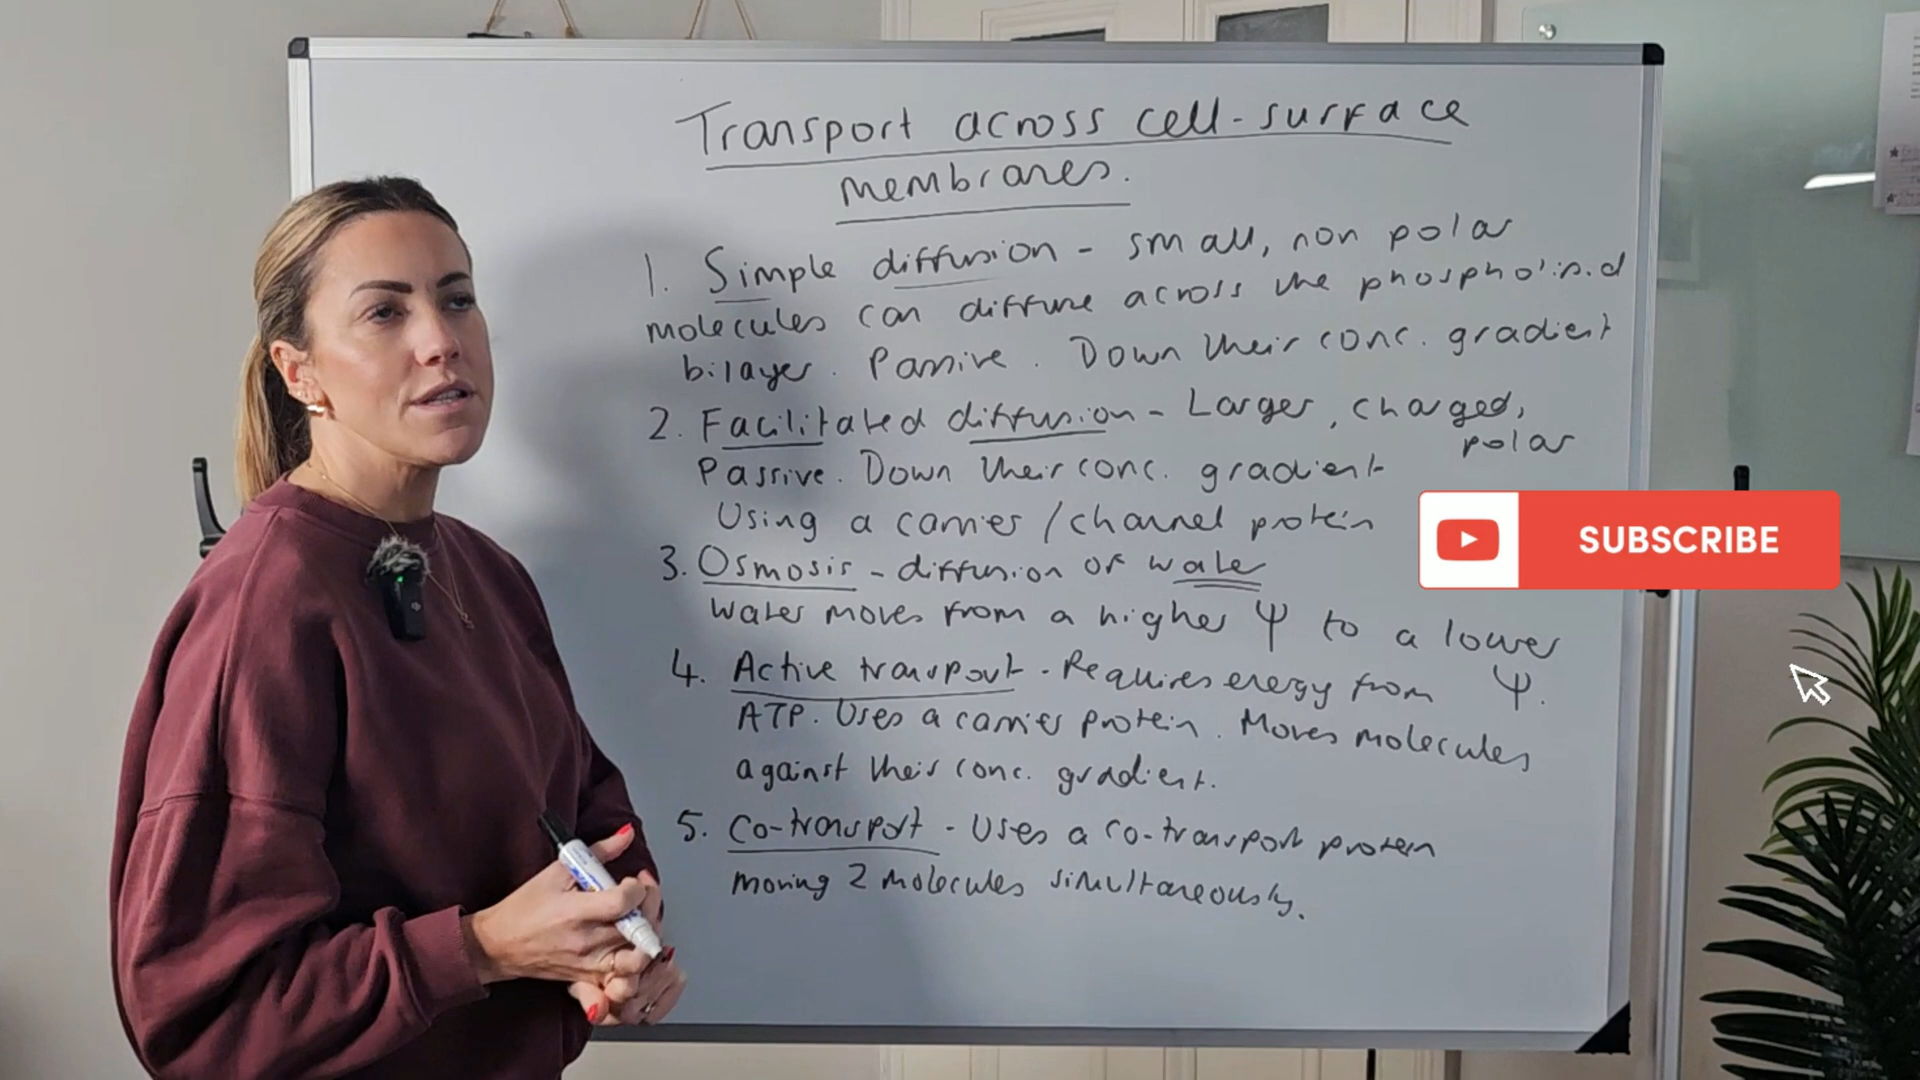 Transport across cell-surface
membranes.
1. Simple diffusion - small, non polar
molecules can diffuse across the phospholipid
bilayer. Passive. Down their conc. gradient
2. Facilitated diffusion - Larger, charged,
polar
Passive. Down their conc. gradient
Using a carrier/channel protein
SUBSCRIBE
3. Osmosis - diffusion of water
Water moves from a higher Ψ to a lower
Ψ.
4. Active transport - Requires energy from
ATP. Uses a carrier protein. Moves molecules
against their conc. gradient.
5. Co-transport - Uses a co-transport protein
moving 2 molecules simultaneously.